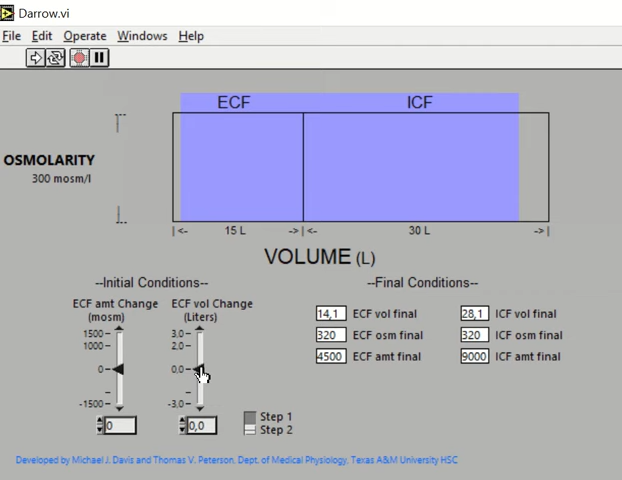 Darrow.vi
File Edit Operate Windows Help
ECF ICF
OSMOLARITY
300 mosm/l
|<- 15 L ->|<- 30 L ->|
VOLUME (L)
--Initial Conditions-- --Final Conditions--
ECF amt Change ECF vol Change
(mosm) (Liters)
1500 3.0
1000 2.0
0 0.0
-1500 -3.0
0 0,0
Step 1
Step 2
14,1 ECF vol final 28,1 ICF vol final
320 ECF osm final 320 ICF osm final
4500 ECF amt final 9000 ICF amt final
Developed by Michael J. Davis and Thomas V. Peterson, Dept. of Medical Physiology, Texas A&M University HSC